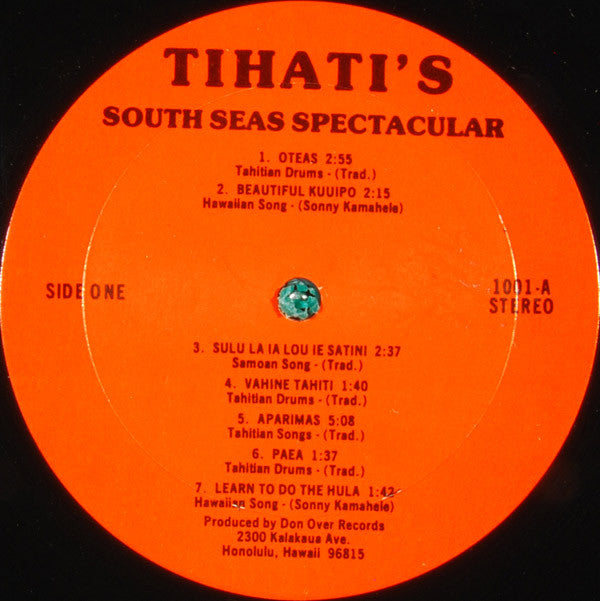 TIHATI'S
SOUTH SEAS SPECTACULAR
1. OTEAS 2:55
Tahitian Drums - (Trad.)
2. BEAUTIFUL KUUIPO 2:15
Hawaiian Song - (Sonny Kamahele)
SIDE ONE
1001-A
STEREO
3. SULU LA IA LOU IE SATINI 2:37
Samoan Song - (Trad.)
4. VAHINE TAHITI 1:40
Tahitian Drums - (Trad.)
5. APARIMAS 5:08
Tahitian Songs - (Trad.)
6. PAEA 1:37
Tahitian Drums - (Trad.)
7. LEARN TO DO THE HULA 1:42
Hawaiian Song - (Sonny Kamahele)
Produced by Don Over Records
2300 Kalakaua Ave.
Honolulu, Hawaii 96815